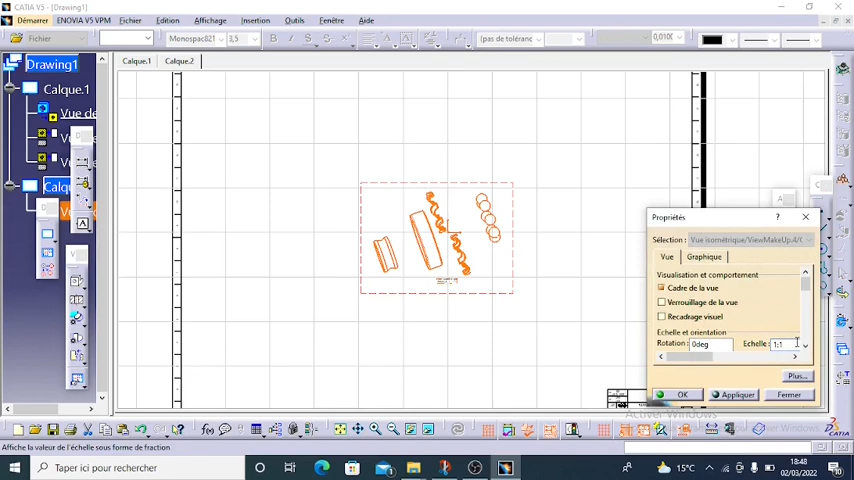 CATIA V5 - [Drawing1]
Démarrer ENOVIA V5 VPM Fichier Edition Affichage Insertion Outils Fenêtre Aide
Fichier Monospac821 3,5 B I S (pas de toléranc 0,010(
Calque.1 Calque.2
Drawing1
Calque.1
Vue de
Calqu
Propriétés ? ×
Sélection : Vue isométrique/ViewMakeUp.4/C
Vue Graphique
Visualisation et comportement
Cadre de la vue
Verrouillage de la vue
Recadrage visuel
Echelle et orientation
Rotation : 0deg Echelle : 1:1
Plus...
OK Appliquer Fermer
Activer Windows
Affiche la valeur de l'échelle sous forme de fraction
Taper ici pour rechercher
15°C
18:48
02/03/2022